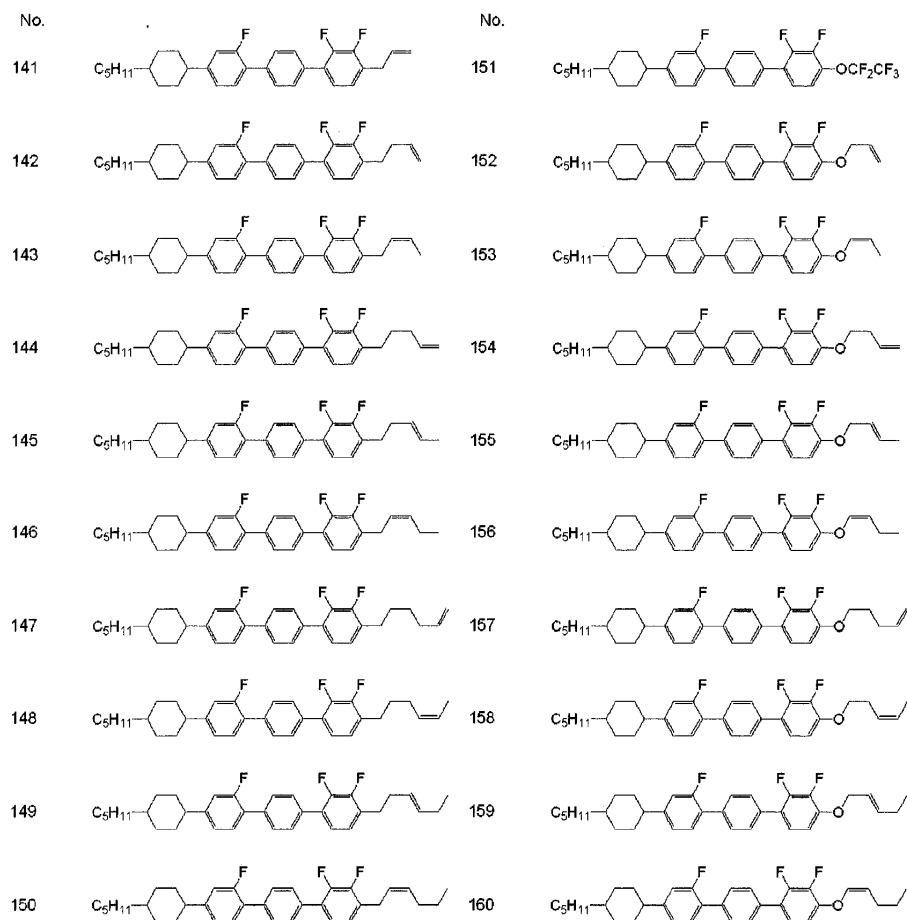 No. No.
F F F F F F
141 C5H11 151 C5H11 OCF2CF3
F F F F F F
142 C5H11 152 C5H11 O
F F F F F F
143 C5H11 153 C5H11 O
F F F F F F
144 C5H11 154 C5H11 O
F F F F F F
145 C5H11 155 C5H11 O
F F F F F F
146 C5H11 156 C5H11 O
F F F F F F
147 C5H11 157 C5H11 O
F F F F F F
148 C5H11 158 C5H11 O
F F F F F F
149 C5H11 159 C5H11 O
F F F F F F
150 C5H11 160 C5H11 O